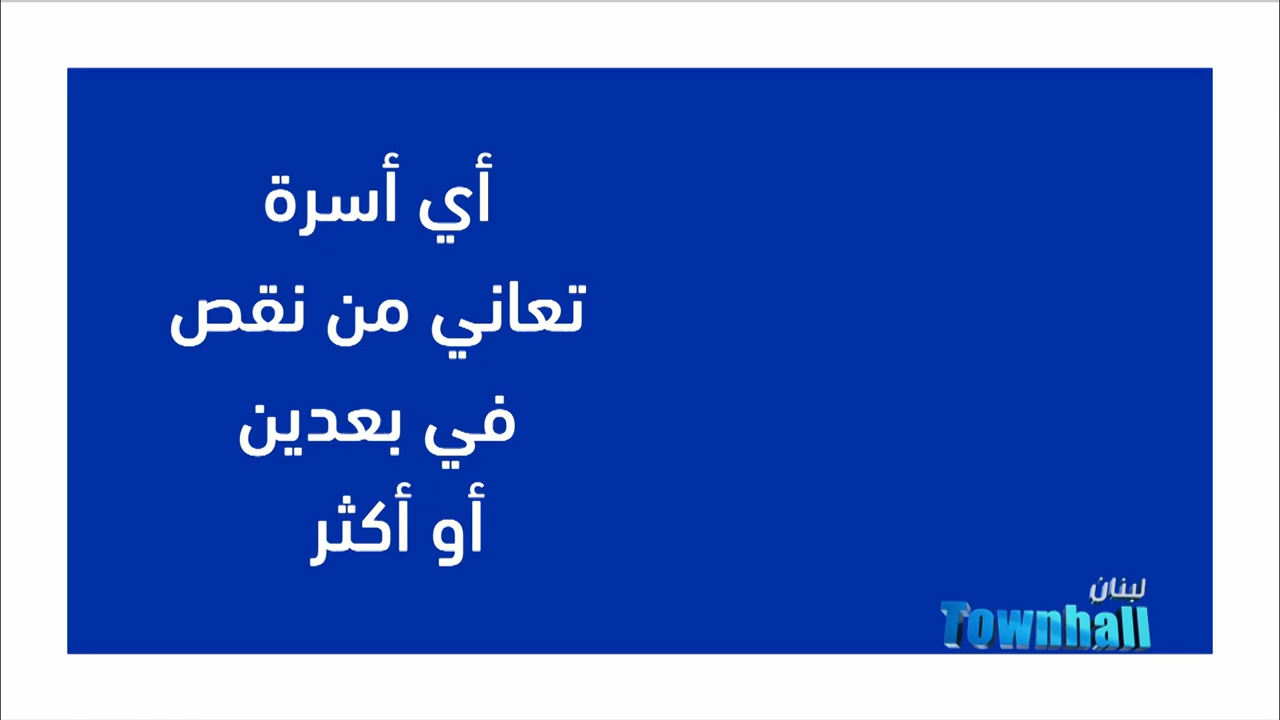 أي أسرة
تعاني من نقص
في بعدين
أو أكثر
لبنان
Townhall